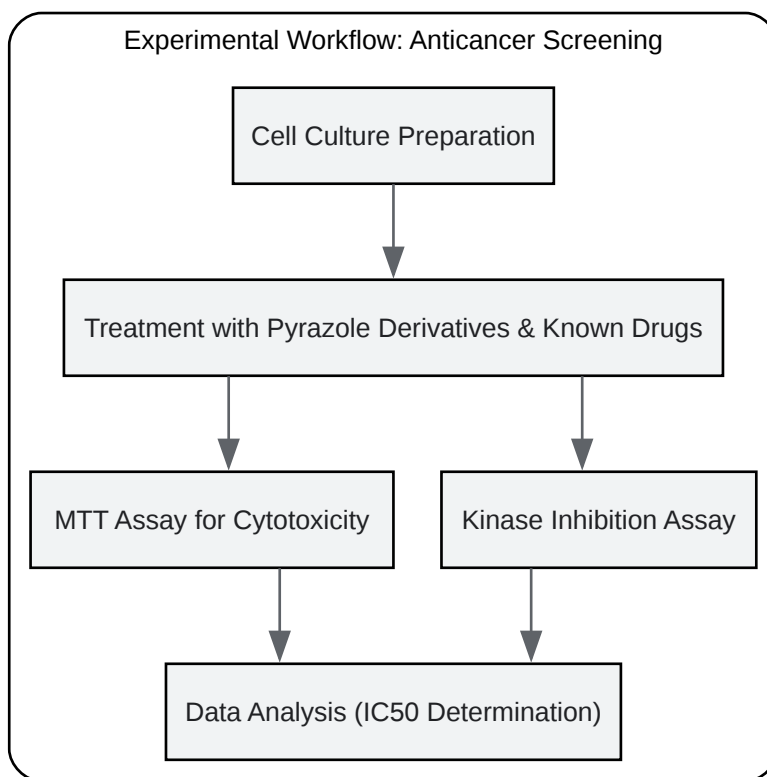 Experimental Workflow: Anticancer Screening
Cell Culture Preparation
Treatment with Pyrazole Derivatives & Known Drugs
MTT Assay for Cytotoxicity
Kinase Inhibition Assay
Data Analysis (IC50 Determination)